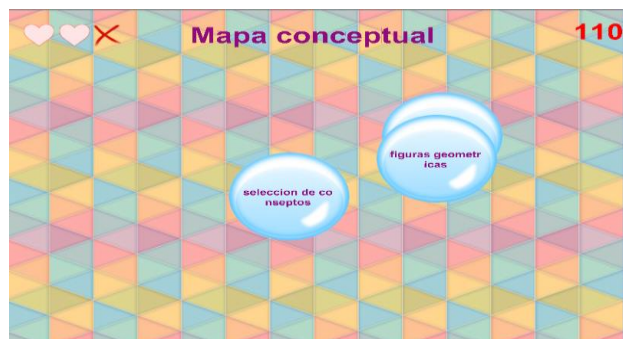 Mapa conceptual
110
figuras geometr
icas
seleccion de co
nseptos